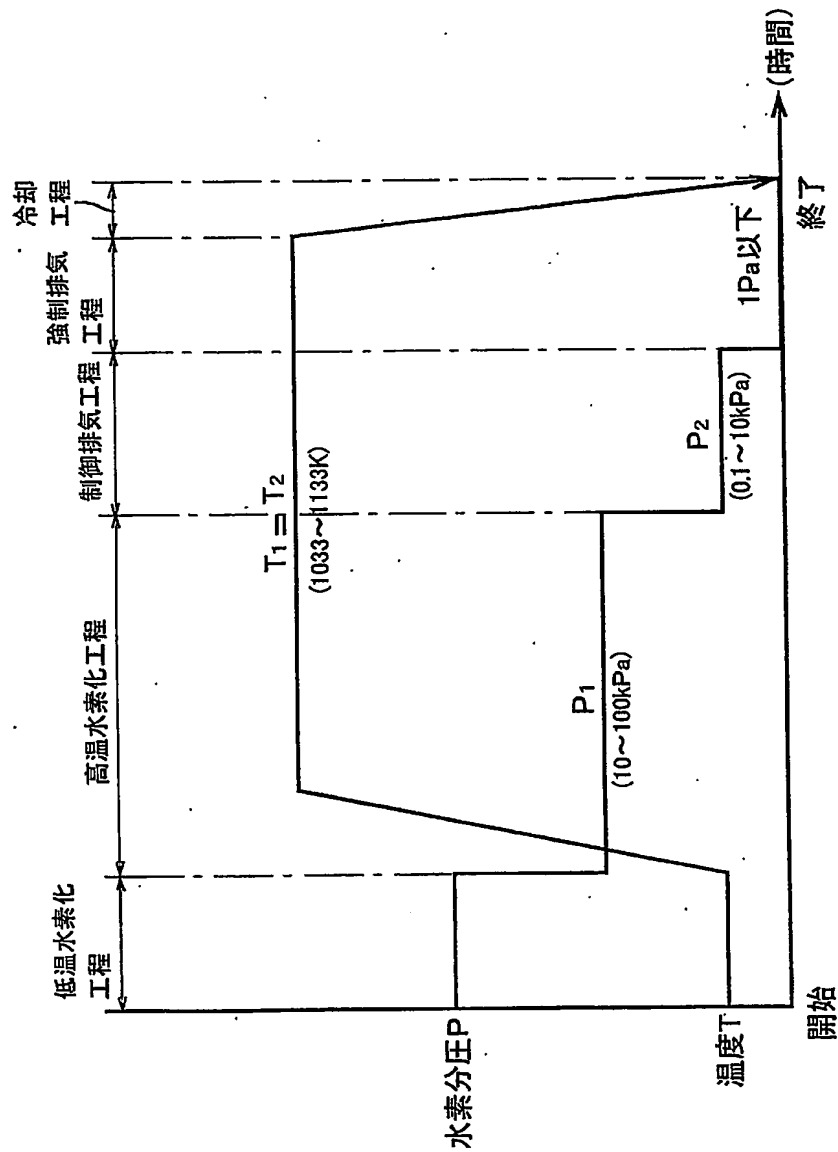 低温水素化
工程
高温水素化工程
制御排気工程
強制排気
工程
冷却
工程
水素分圧P
温度T
T₁ = T₂
(1033～1133K)
P₁
(10～100kPa)
P₂
(0.1～10kPa)
1Pa以下
開始
終了
(時間)